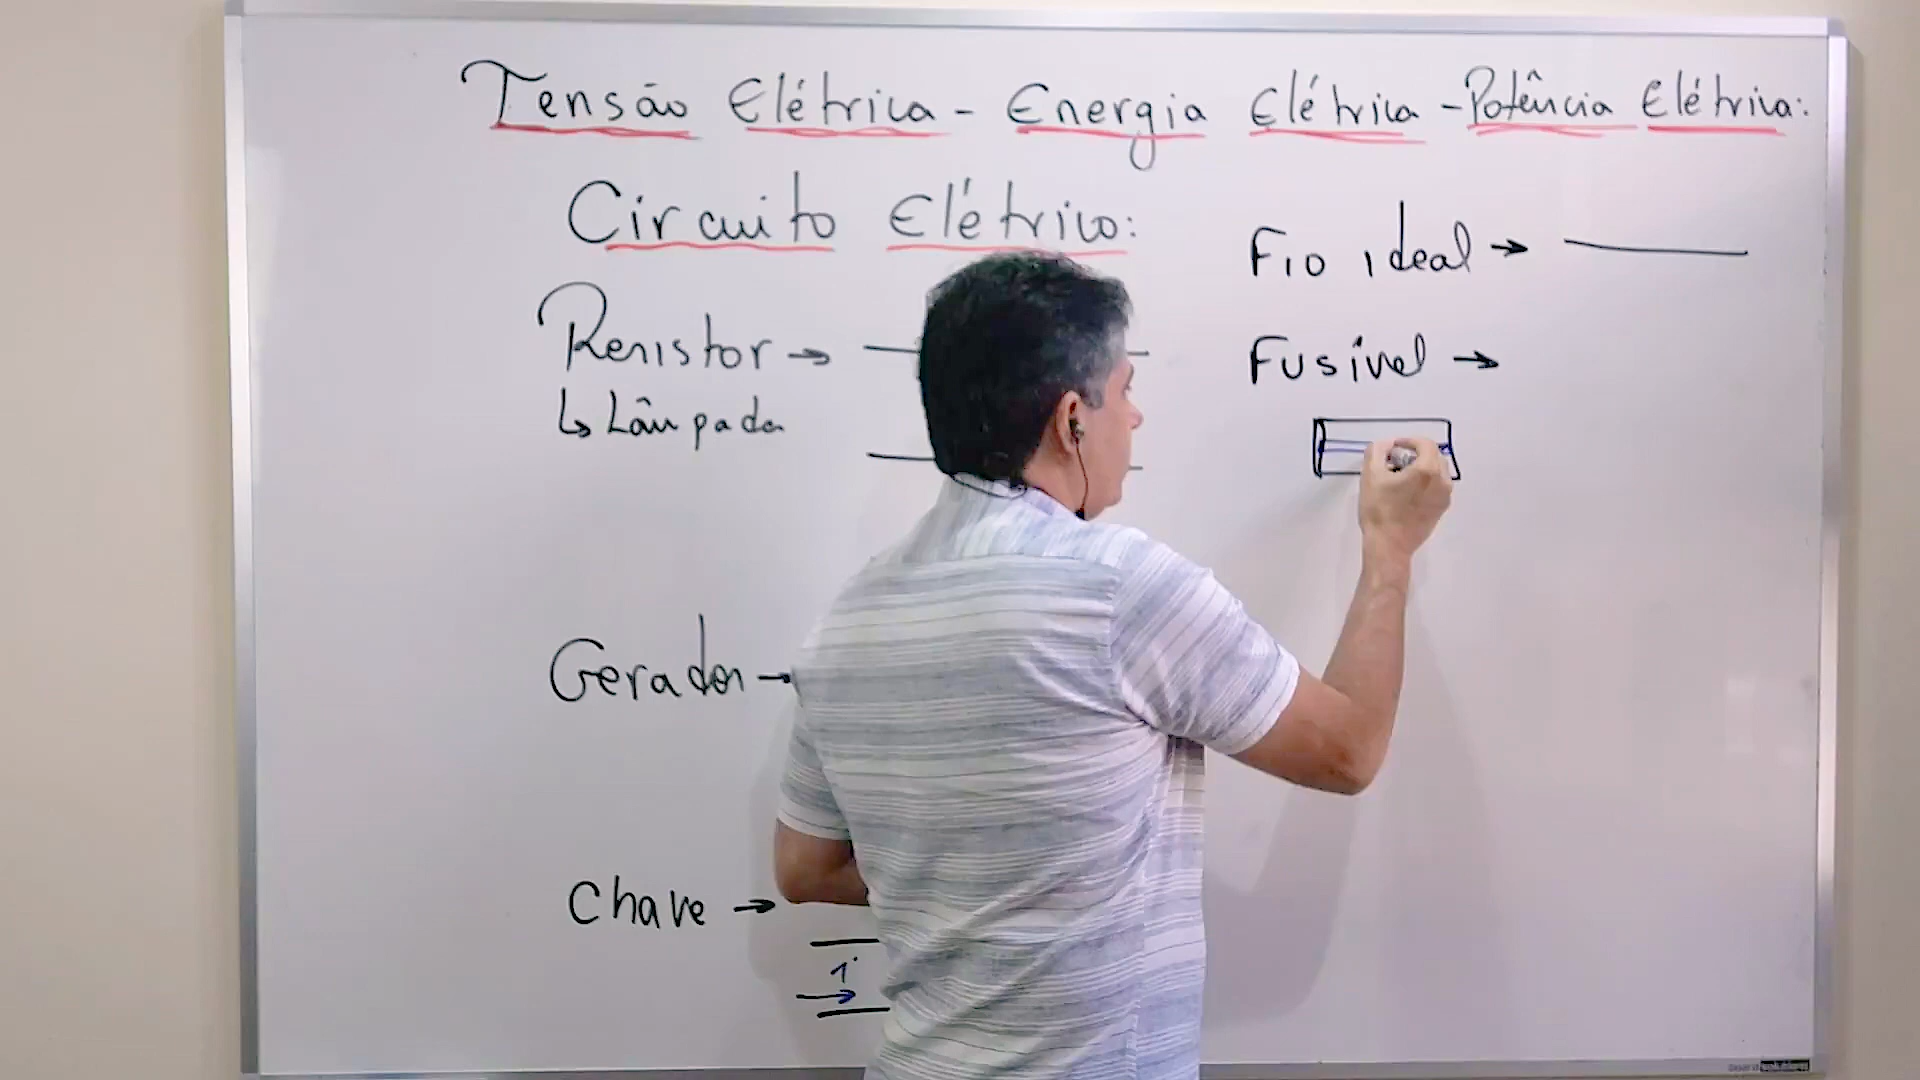 Tensão Elétrica - Energia Elétrica - Potência Elétrica:
Circuito Elétrico:
Resistor →
↳ Lâmpada
Gerador →
Chave →
i
Fio ideal →
Fusível →